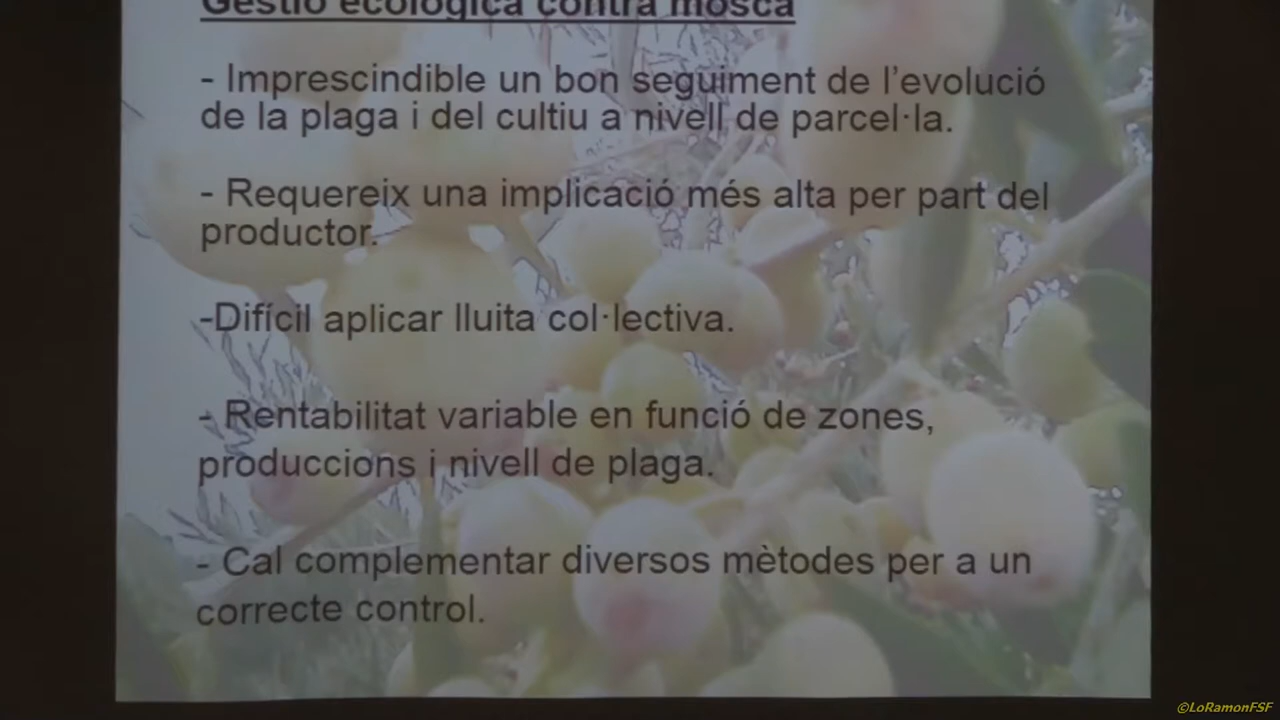 Gestió ecològica contra mosca
- Imprescindible un bon seguiment de l'evolució
de la plaga i del cultiu a nivell de parcel·la.
- Requereix una implicació més alta per part del
productor.
-Difícil aplicar lluita col·lectiva.
- Rentabilitat variable en funció de zones,
produccions i nivell de plaga.
- Cal complementar diversos mètodes per a un
correcte control.
©LoRamonFSF